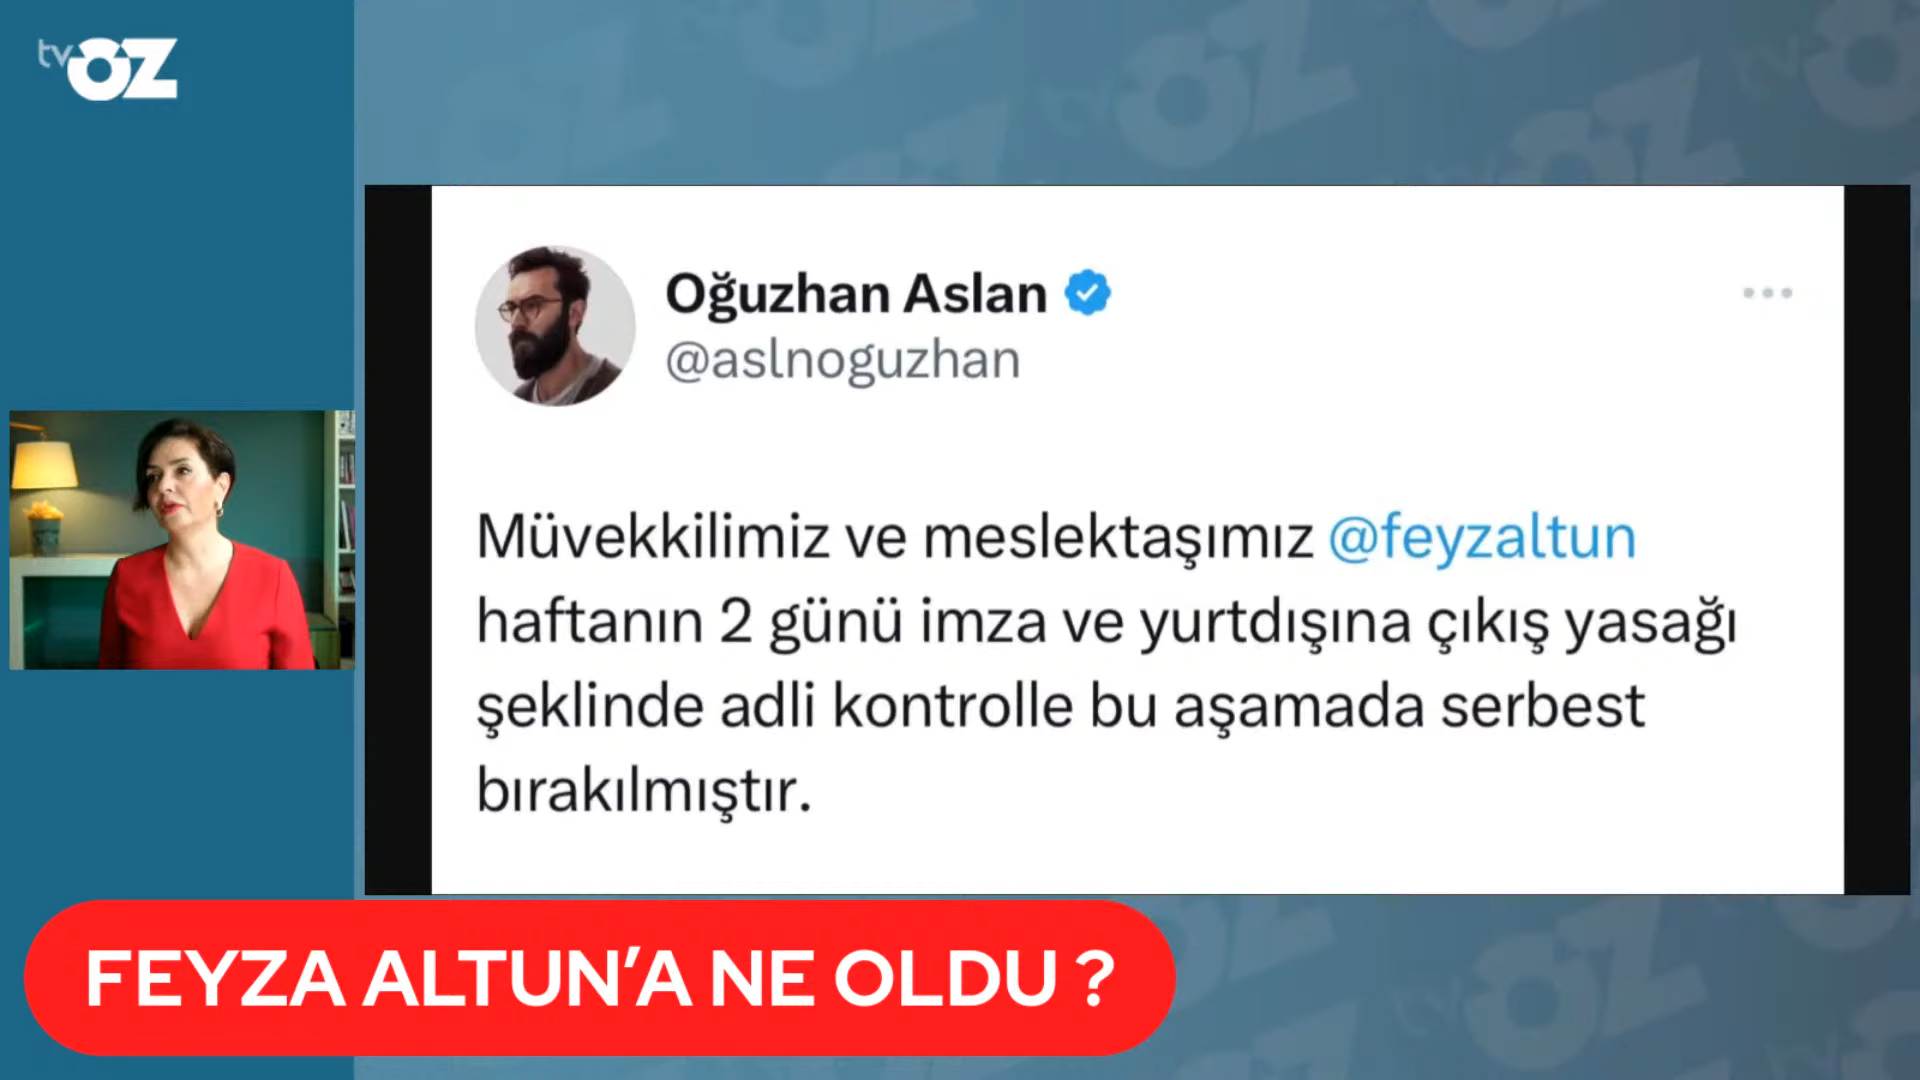 tvÖZ
Oğuzhan Aslan
@aslnoguzhan
Müvekkilimiz ve meslektaşımız @feyzaltun
haftanın 2 günü imza ve yurtdışına çıkış yasağı
şeklinde adli kontrolle bu aşamada serbest
bırakılmıştır.
FEYZA ALTUN’A NE OLDU ?